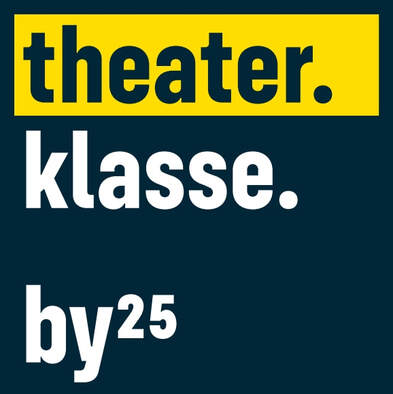 theater.
klasse.
by²⁵